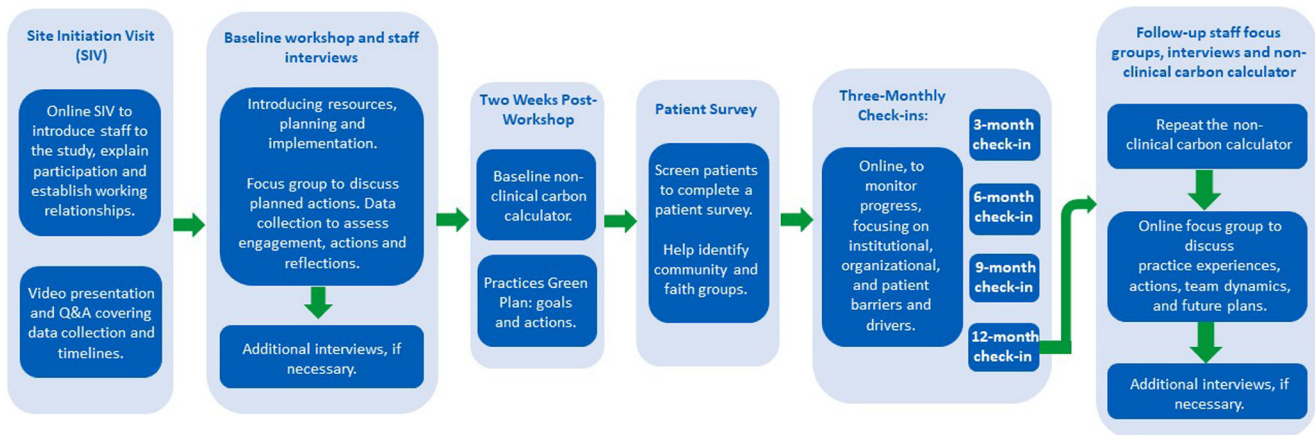 Site Initiation Visit
(SIV)
Online SIV to
introduce staff to
the study, explain
participation and
establish working
relationships.
Video presentation
and Q&A covering
data collection and
timelines.
Baseline workshop and staff
interviews
Introducing resources,
planning and
implementation.
Focus group to discuss
planned actions. Data
collection to assess
engagement, actions and
reflections.
Additional interviews, if
necessary.
Two Weeks Post-
Workshop
Baseline non-
clinical carbon
calculator.
Practices Green
Plan: goals
and actions.
Patient Survey
Screen patients
to complete a
patient survey.
Help identify
community and
faith groups.
Three-Monthly
Check-ins:
Online, to
monitor
progress,
focusing on
institutional,
organizational,
and patient
barriers and
drivers.
3-month
check-in
6-month
check-in
9-month
check-in
12-month
check-in
Follow-up staff focus
groups, interviews and non-
clinical carbon calculator
Repeat the non-
clinical carbon calculator
Online focus group to
discuss
practice experiences,
actions, team dynamics,
and future plans.
Additional interviews, if
necessary.